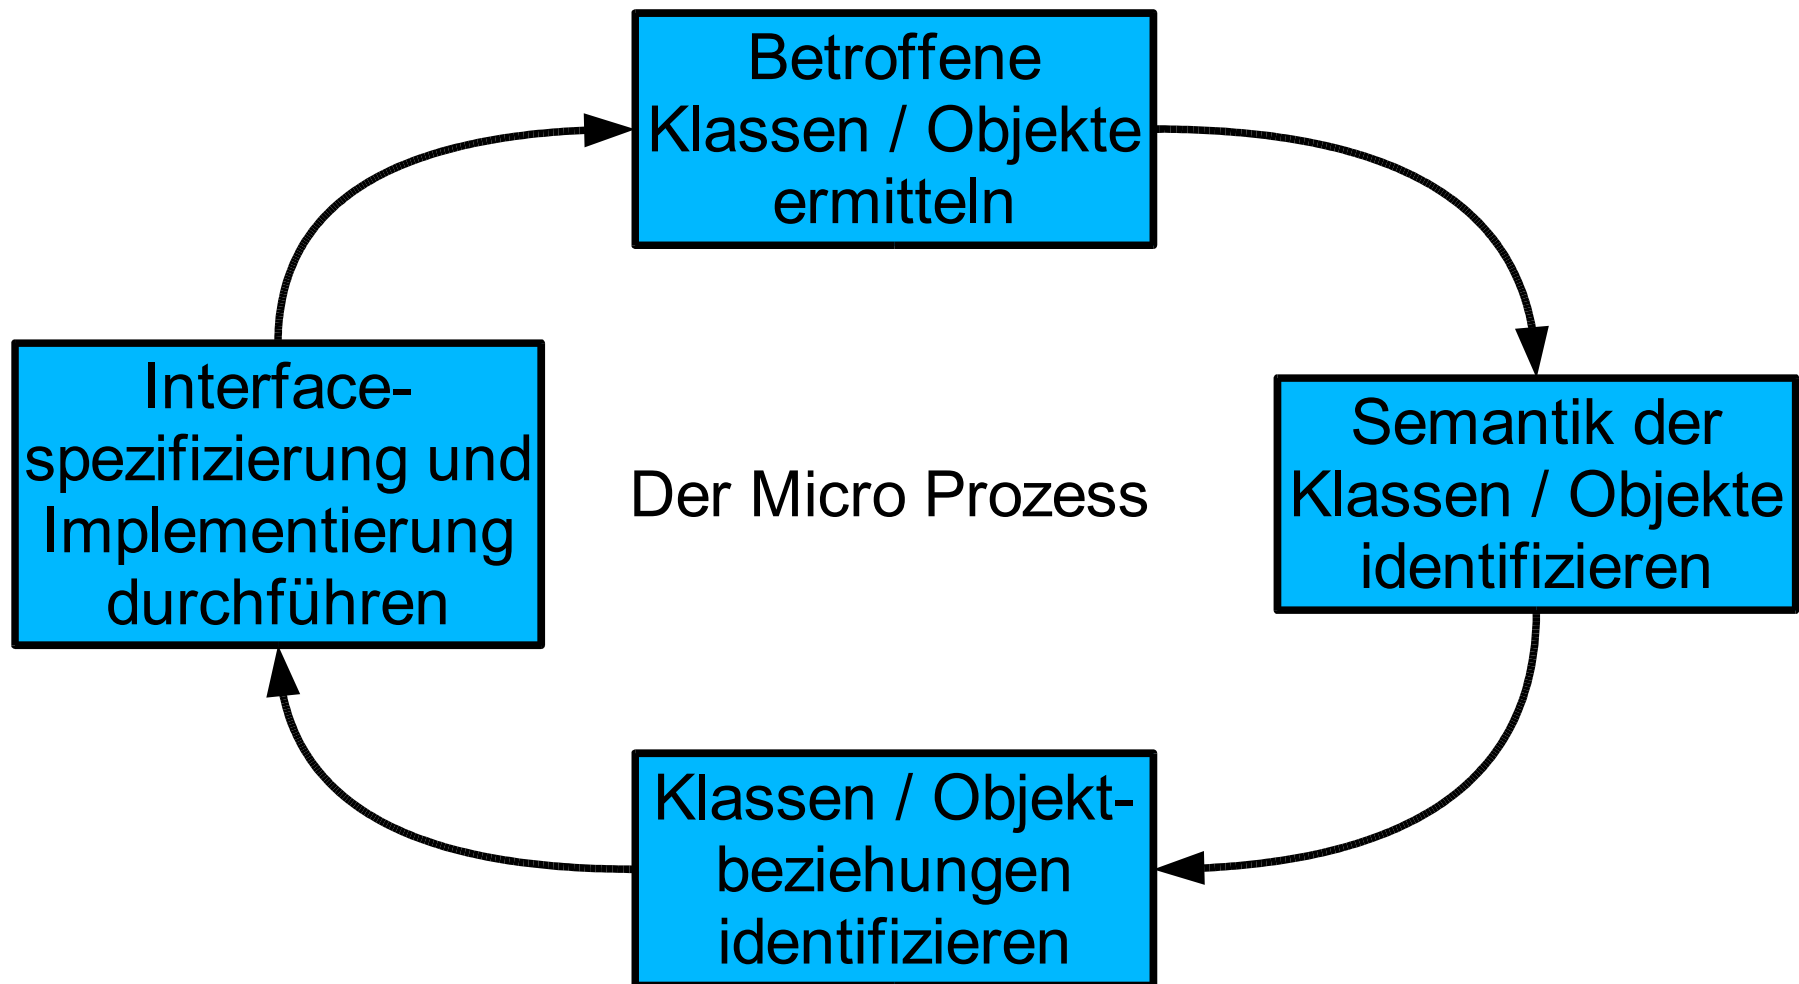 Betroffene
Klassen / Objekte
ermitteln
Interface-
spezifizierung und
Implementierung
durchführen
Der Micro Prozess
Semantik der
Klassen / Objekte
identifizieren
Klassen / Objekt-
beziehungen
identifizieren